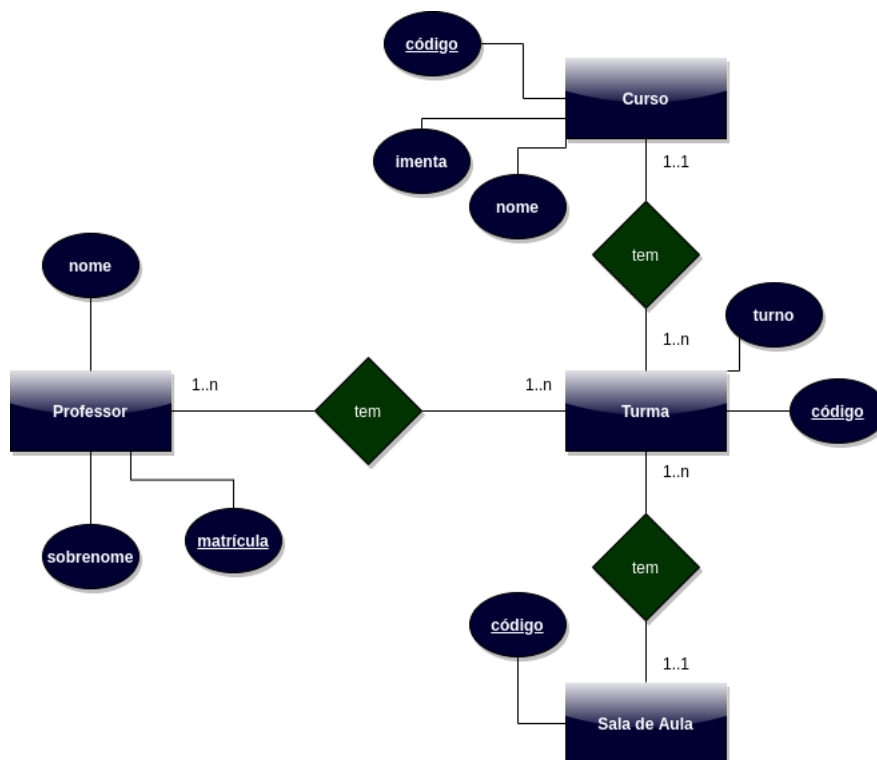 código
Curso
imenta
1..1
nome
tem
nome
turno
1..n
1..n
1..n
Professor
tem
Turma
código
1..n
sobrenome
matrícula
tem
código
1..1
Sala de Aula